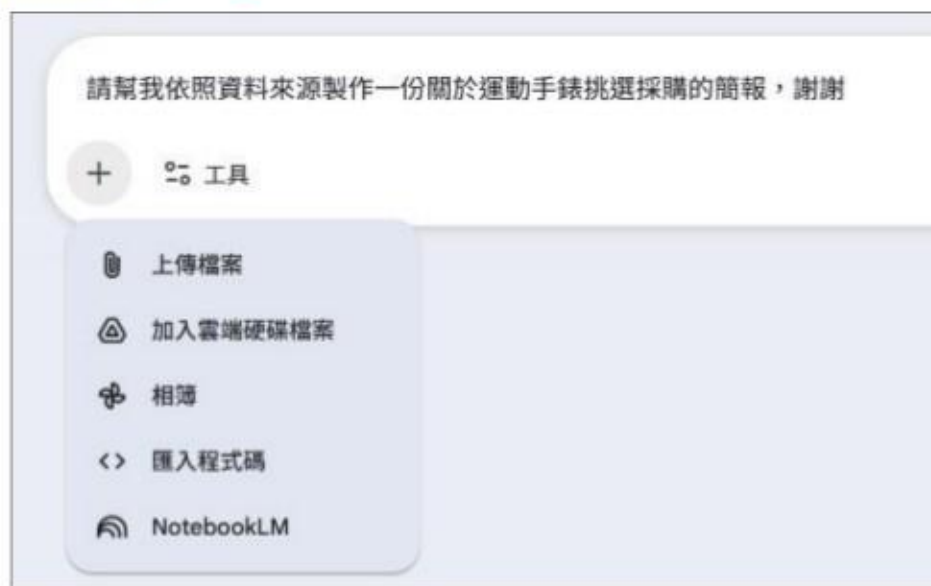 請幫我依照資料來源製作一份關於運動手錶挑選採購的簡報，謝謝
工具
上傳檔案
加入雲端硬碟檔案
相簿
匯入程式碼
NotebookLM